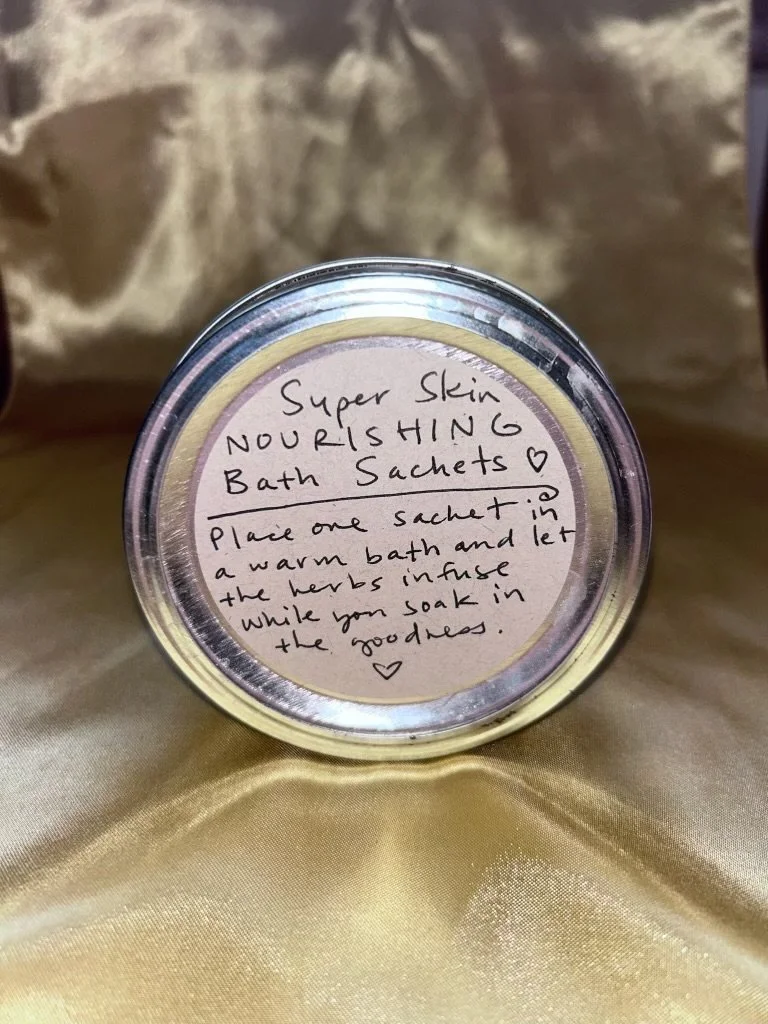 Super Skin
NOURISHING
Bath Sachets ♡
Place one sachet in
a warm bath and let
the herbs infuse
while you soak in
the goodness.
♡